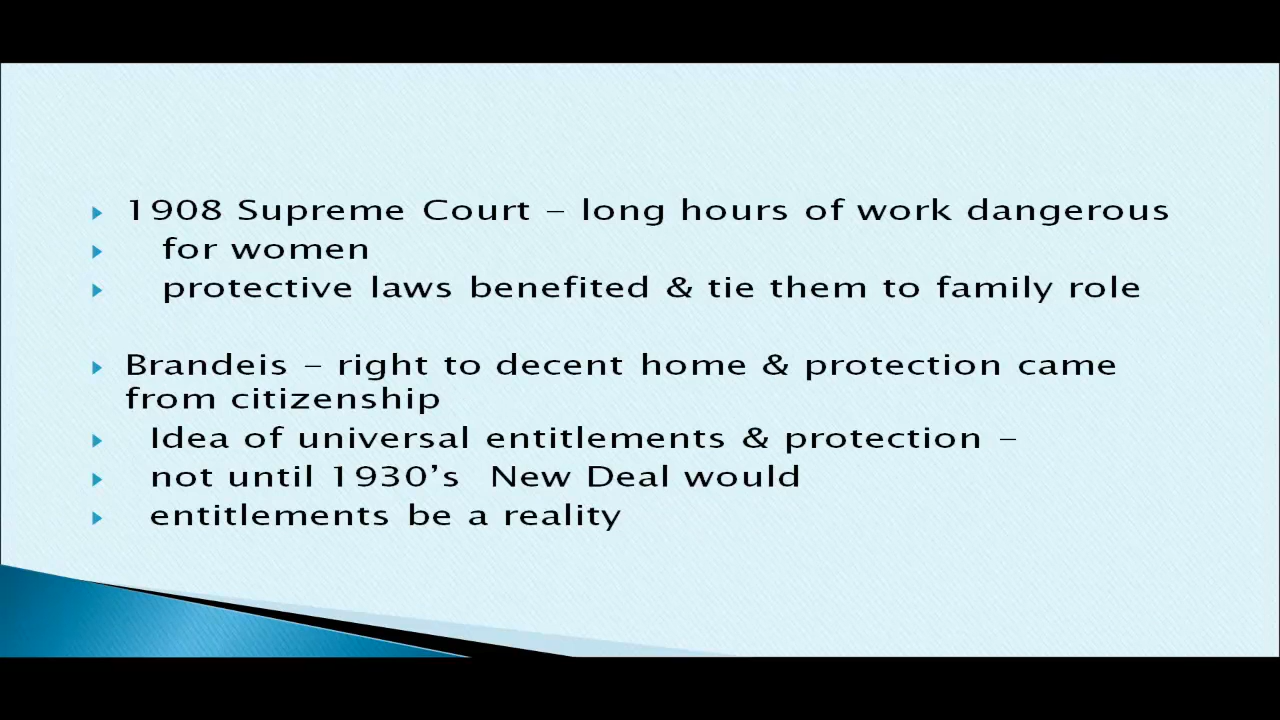 1908 Supreme Court – long hours of work dangerous
for women
protective laws benefited & tie them to family role
Brandeis – right to decent home & protection came
from citizenship
Idea of universal entitlements & protection –
not until 1930's New Deal would
entitlements be a reality